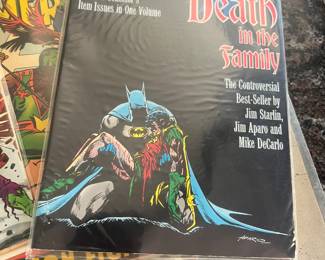 Item Issues in One Volume
Death
in the
Family
The Controversial
Best-Seller by
Jim Starlin,
Jim Aparo and
Mike DeCarlo